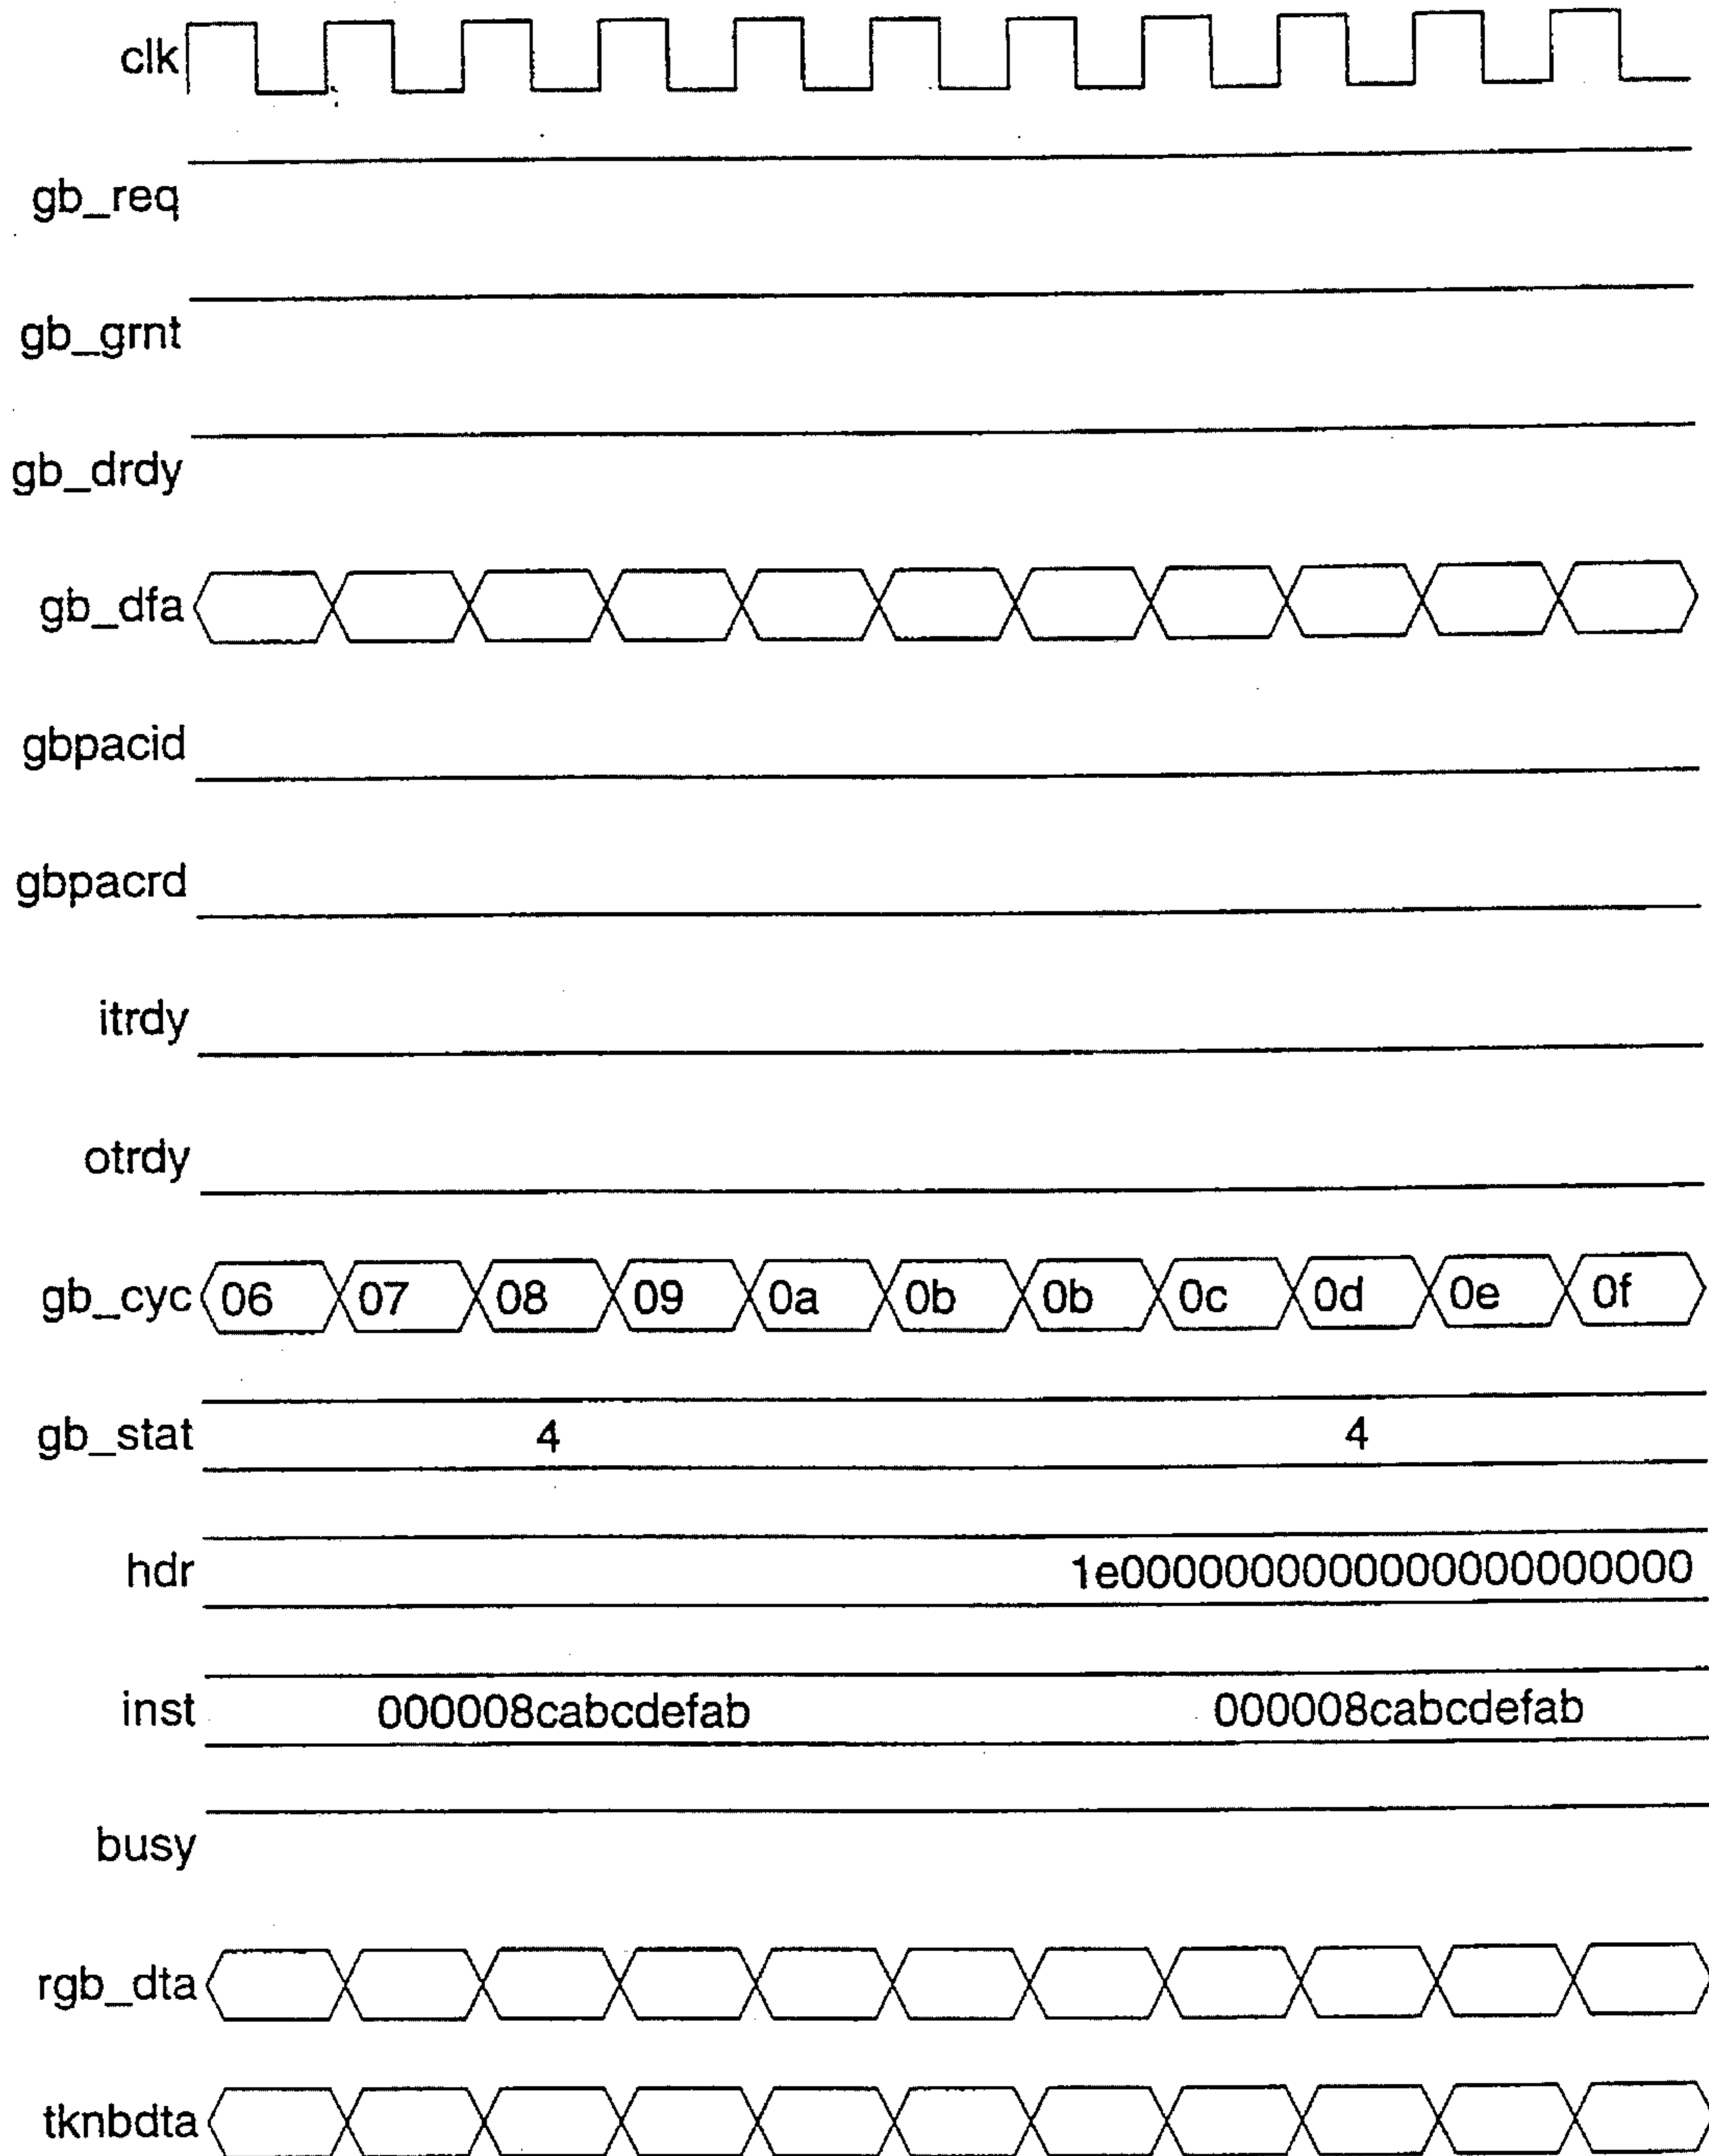 clk
gb_req
gb_grnt
gb_drdy
gb_dfa
gbpacid
gbpacrd
itrdy
otrdy
gb_cyc 06 07 08 09 0a 0b 0b 0c 0d 0e 0f
gb_stat 4 4
hdr 1e0000000000000000000000
inst 000008cabcdefab 000008cabcdefab
busy
rgb_dta
tknbdta